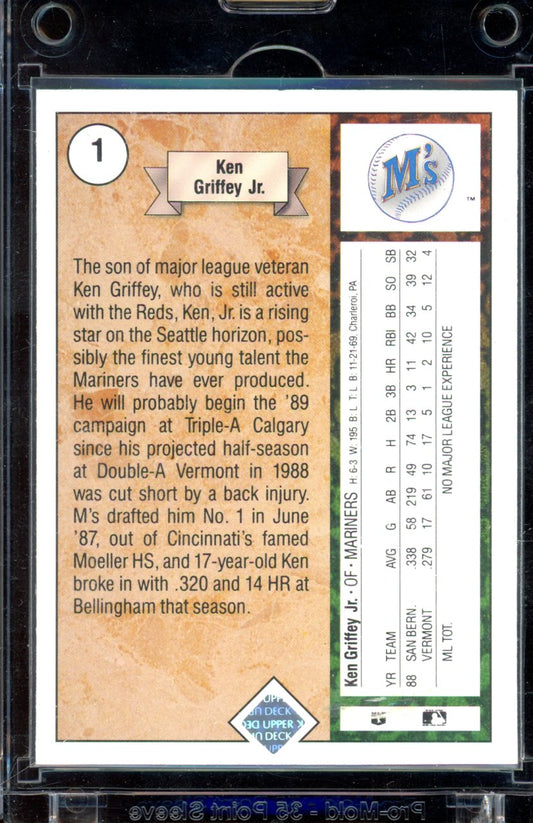 1
Ken
Griffey Jr.
The son of major league veteran
Ken Griffey, who is still active
with the Reds, Ken, Jr. is a rising
star on the Seattle horizon, pos-
sibly the finest young talent the
Mariners have ever produced.
He will probably begin the '89
campaign at Triple-A Calgary
since his projected half-season
at Double-A Vermont in 1988
was cut short by a back injury.
M's drafted him No. 1 in June
'87, out of Cincinnati's famed
Moeller HS, and 17-year-old Ken
broke in with .320 and 14 HR at
Bellingham that season.
M's
TM
Ken Griffey Jr. • OF • MARINERS H: 6-3 W: 195 B: L T: L B: 11-21-69, Charleroi, PA
YR TEAM AVG G AB R H 2B 3B HR RBI BB SO SB
88 SAN BERN. .338 58 219 49 74 13 3 11 42 34 39 32
VERMONT .279 17 61 10 17 5 1 2 10 5 12 4
ML TOT. NO MAJOR LEAGUE EXPERIENCE
UPPER DECK
Pro-Mold - 35 Point Sleeve